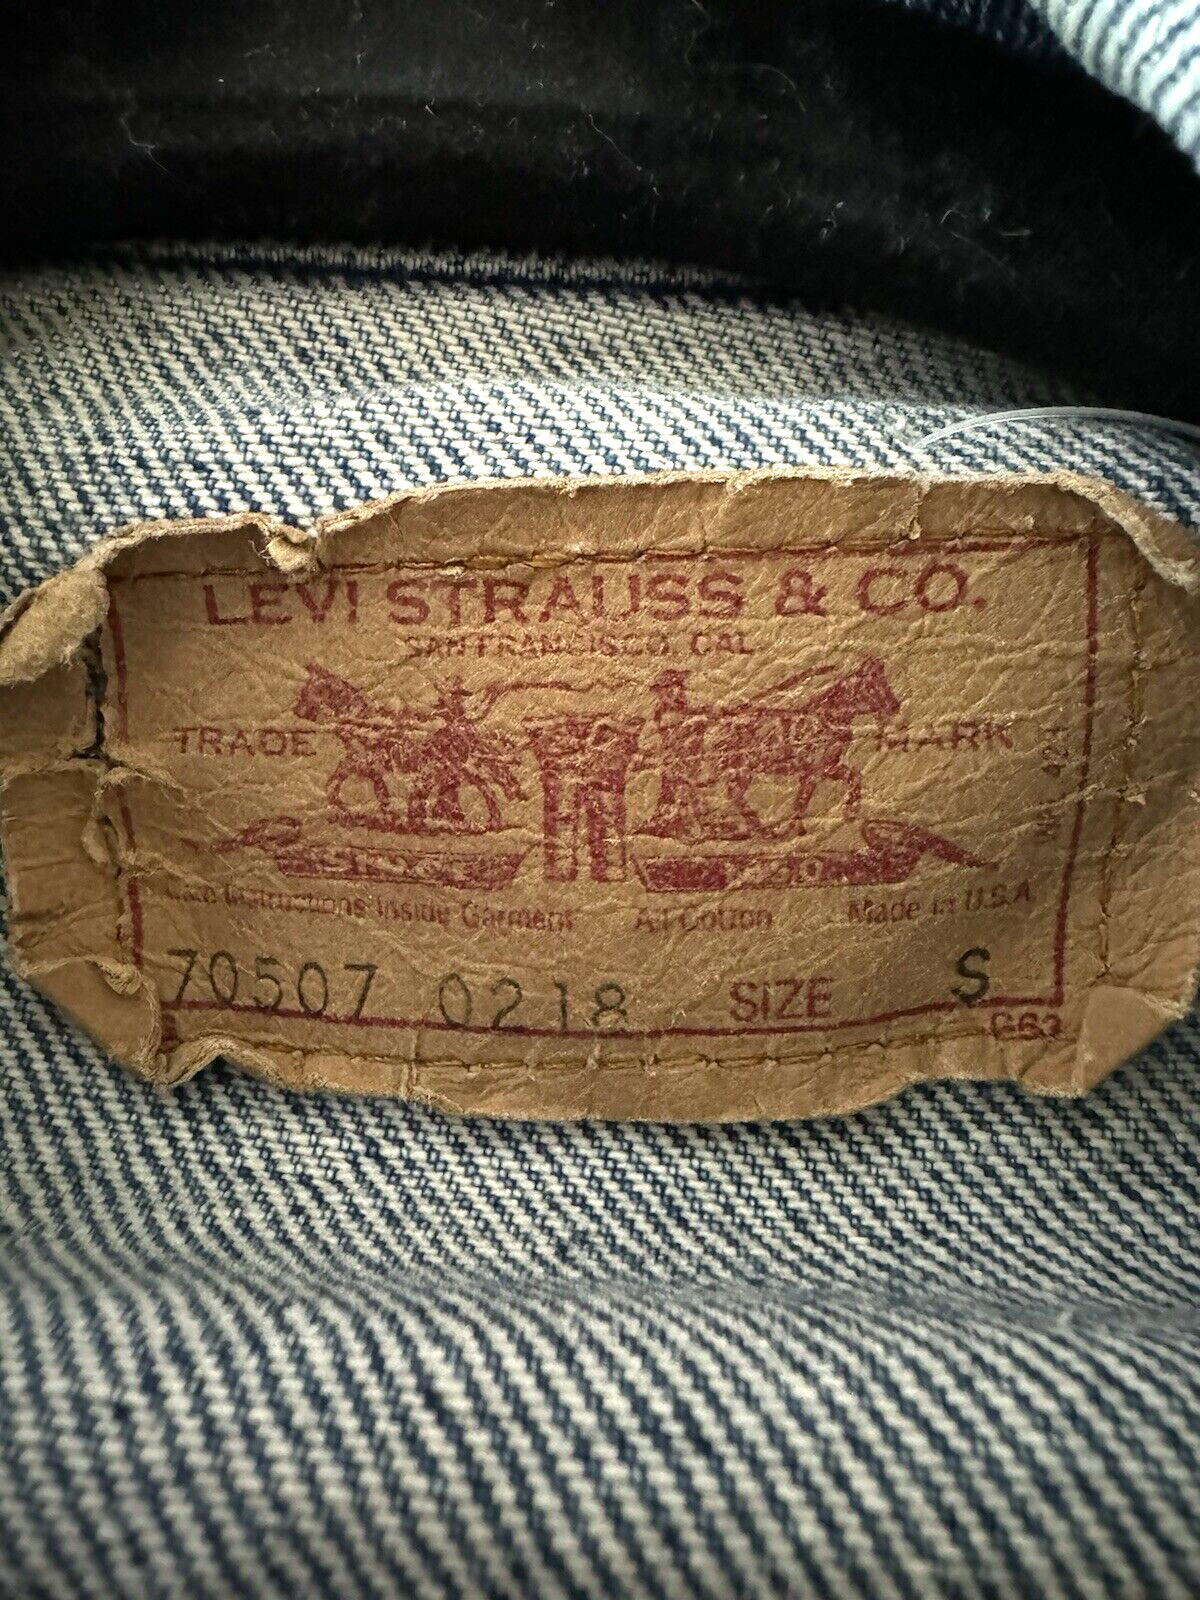 LEVI STRAUSS & CO.
SAN FRANCISCO, CAL
TRADE MARK
Care Instructions Inside Garment All Cotton Made in U.S.A
70507 0218 SIZE S